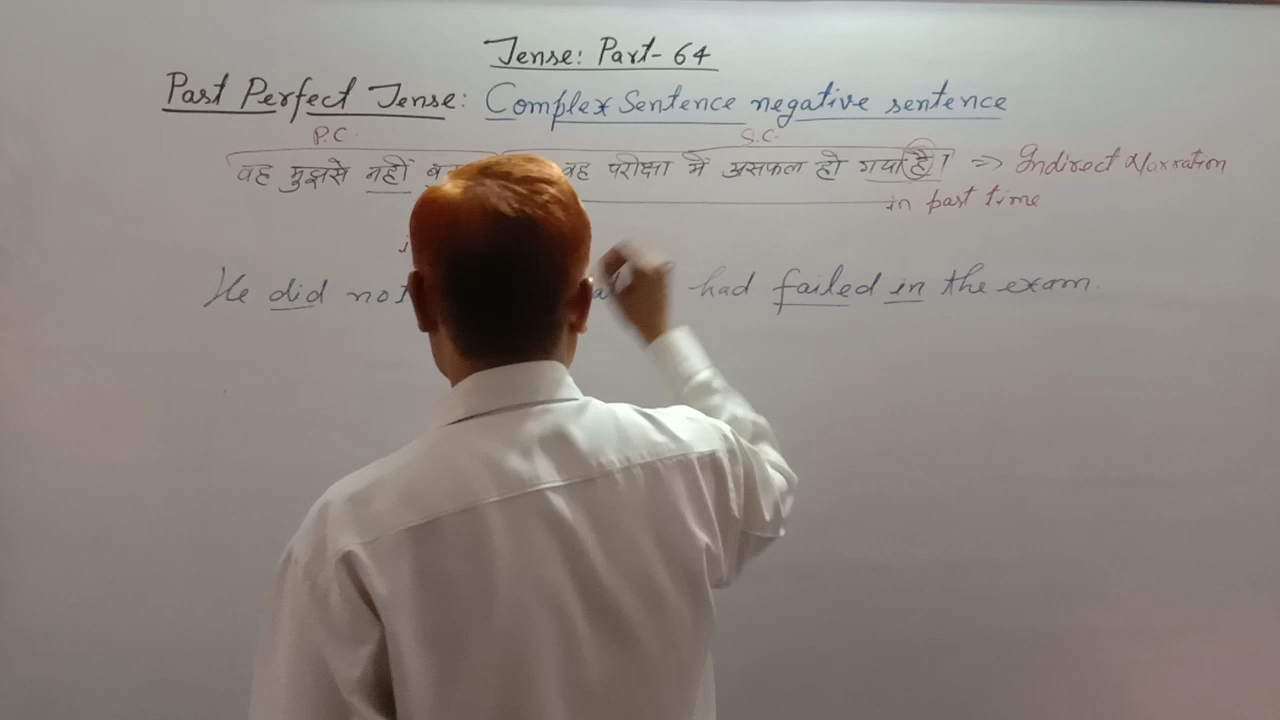 Tense: Part-64
Past Perfect Tense: Complex Sentence negative sentence
P.C. S.C.
वह मुझसे नहीं वह परीक्षा में असफल हो गया है। => Indirect Narration
in past time
He did not had failed in the exam.